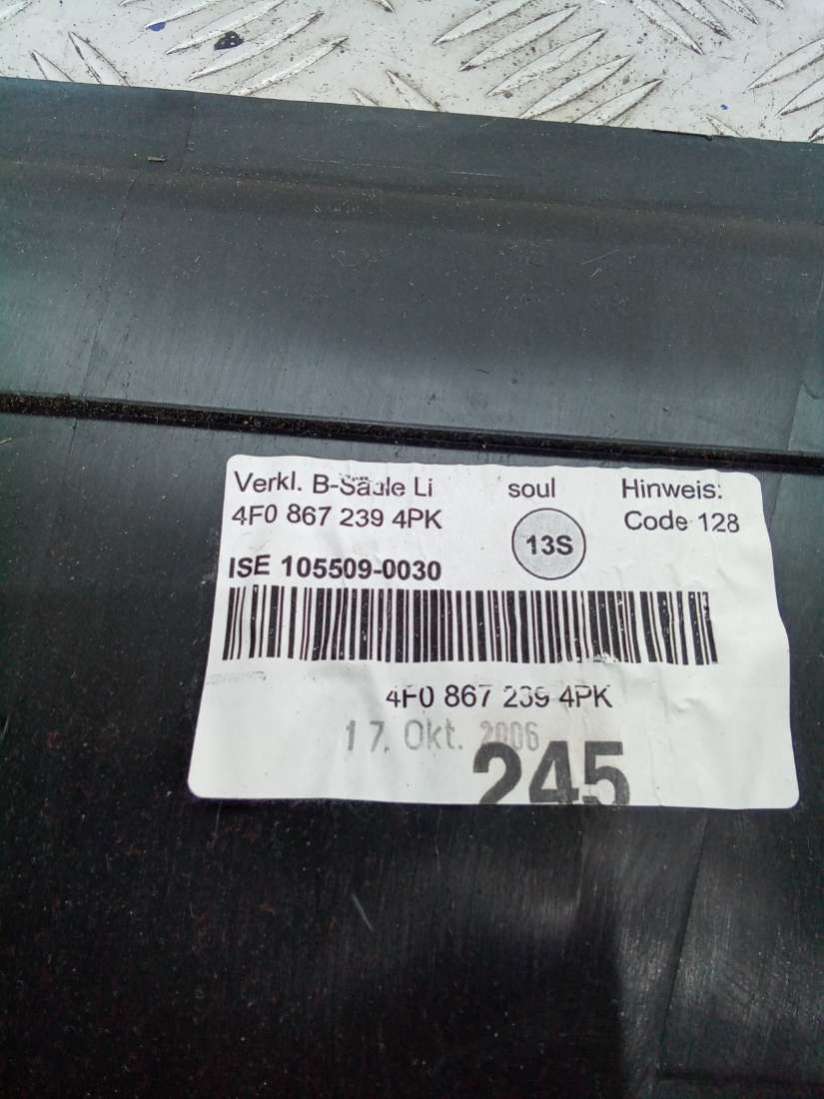 Verkl. B-Säule Li soul Hinweis:
4F0 867 239 4PK 13S Code 128
ISE 105509-0030
4F0 867 239 4PK
17. Okt. 2006
245